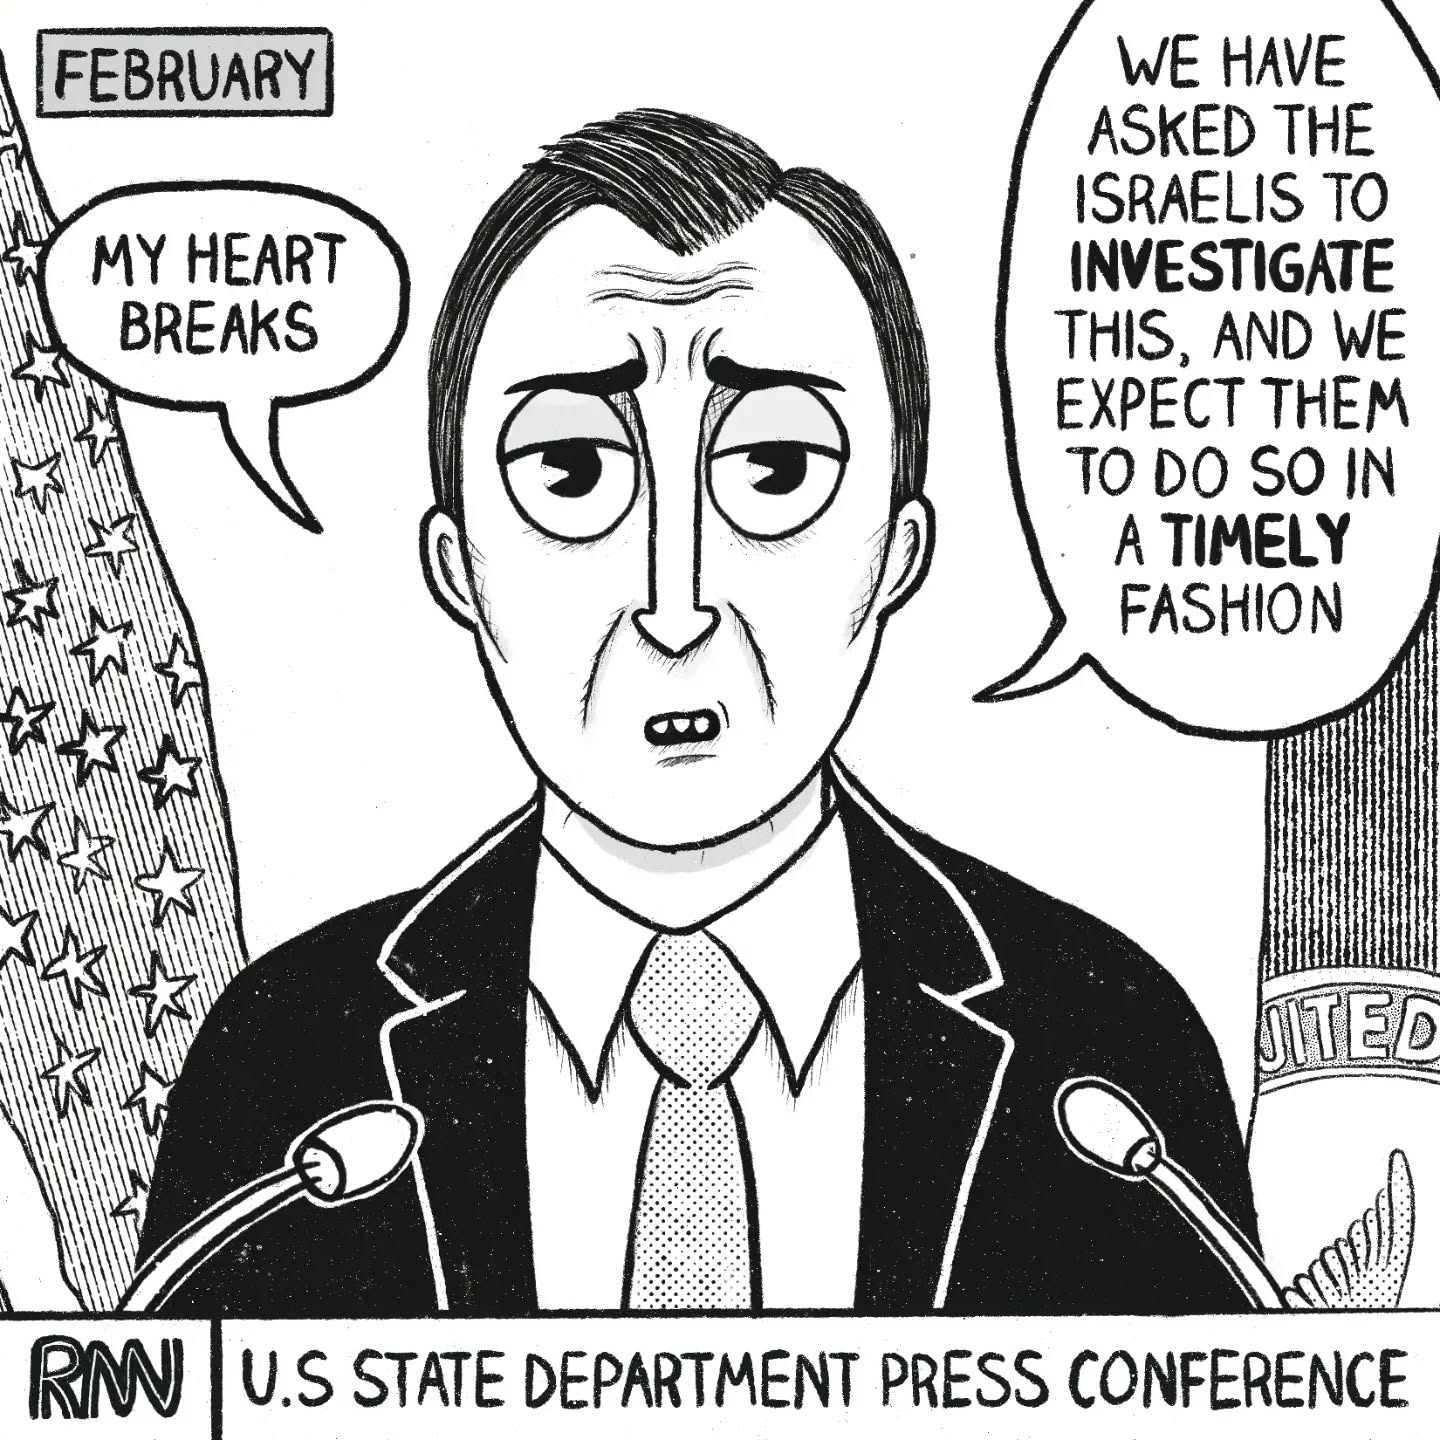 FEBRUARY
MY HEART
BREAKS
WE HAVE
ASKED THE
ISRAELIS TO
INVESTIGATE
THIS, AND WE
EXPECT THEM
TO DO SO IN
A TIMELY
FASHION
UITED
RNN
U.S STATE DEPARTMENT PRESS CONFERENCE